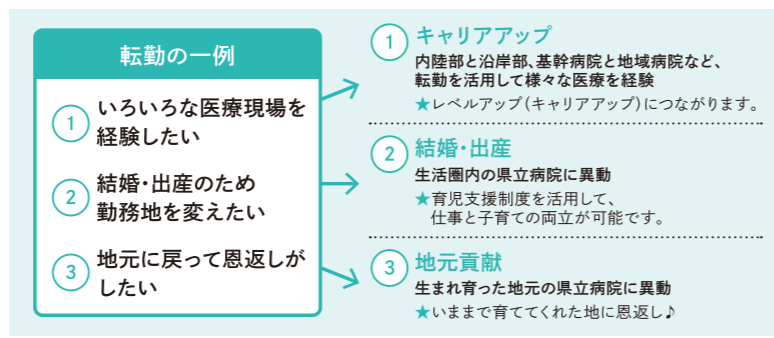 転勤の一例
1 いろいろな医療現場を
経験したい
2 結婚・出産のため
勤務地を変えたい
3 地元に戻って恩返しが
したい
1 キャリアアップ
内陸部と沿岸部、基幹病院と地域病院など、
転勤を活用して様々な医療を経験
★レベルアップ(キャリアアップ)につながります。
2 結婚・出産
生活圏内の県立病院に異動
★育児支援制度を活用して、
仕事と子育ての両立が可能です。
3 地元貢献
生まれ育った地元の県立病院に異動
★いままで育ててくれた地に恩返し♪